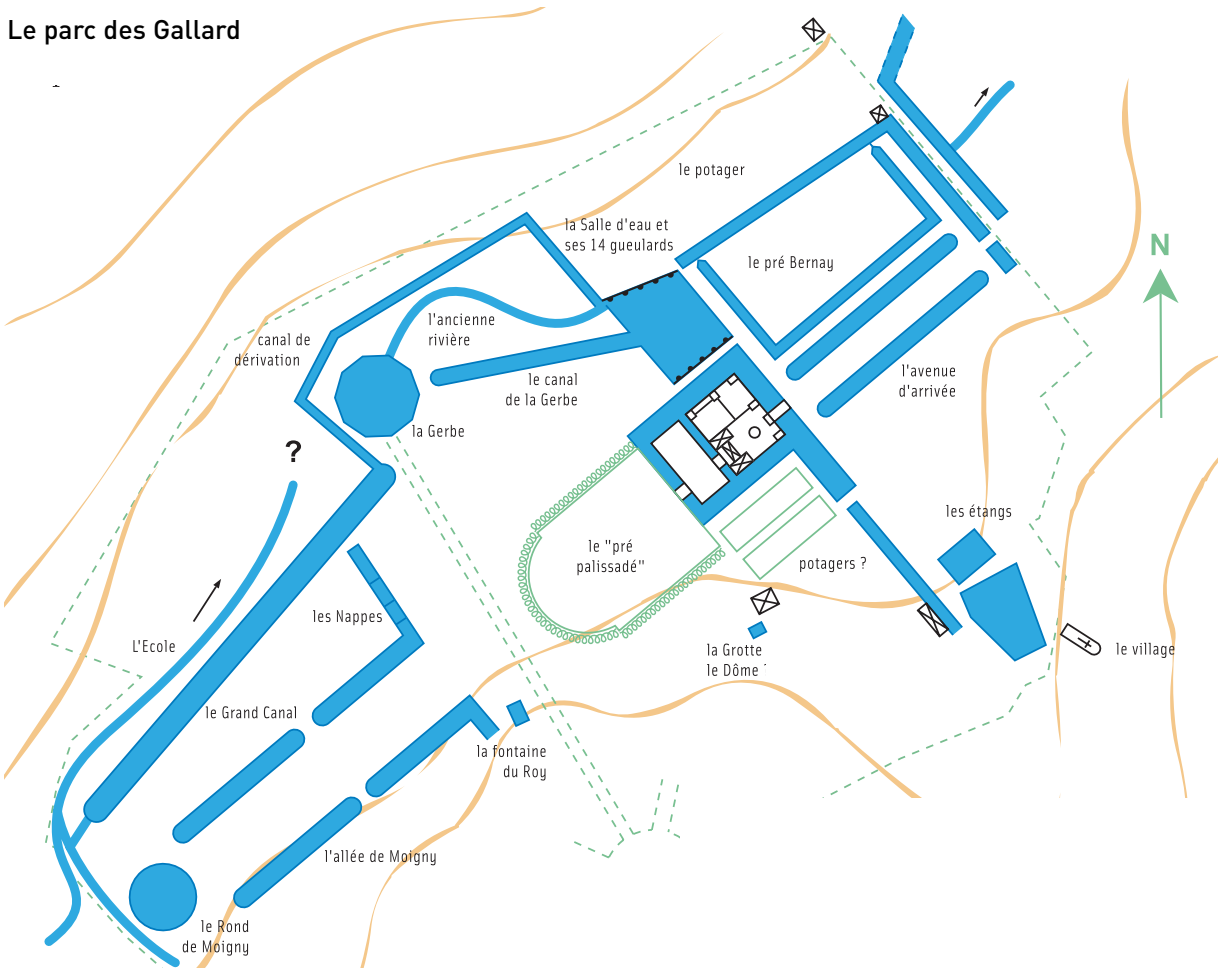 Le parc des Gallard
le potager
la Salle d'eau et
ses 14 gueulards
le pré Bernay
N
l'ancienne
rivière
canal de
dérivation
le canal
de la Gerbe
l'avenue
d'arrivée
la Gerbe
?
les étangs
le "pré
palissadé"
potagers ?
les Nappes
L'Ecole
la Grotte
le Dôme
le village
le Grand Canal
la fontaine
du Roy
l'allée de Moigny
le Rond
de Moigny